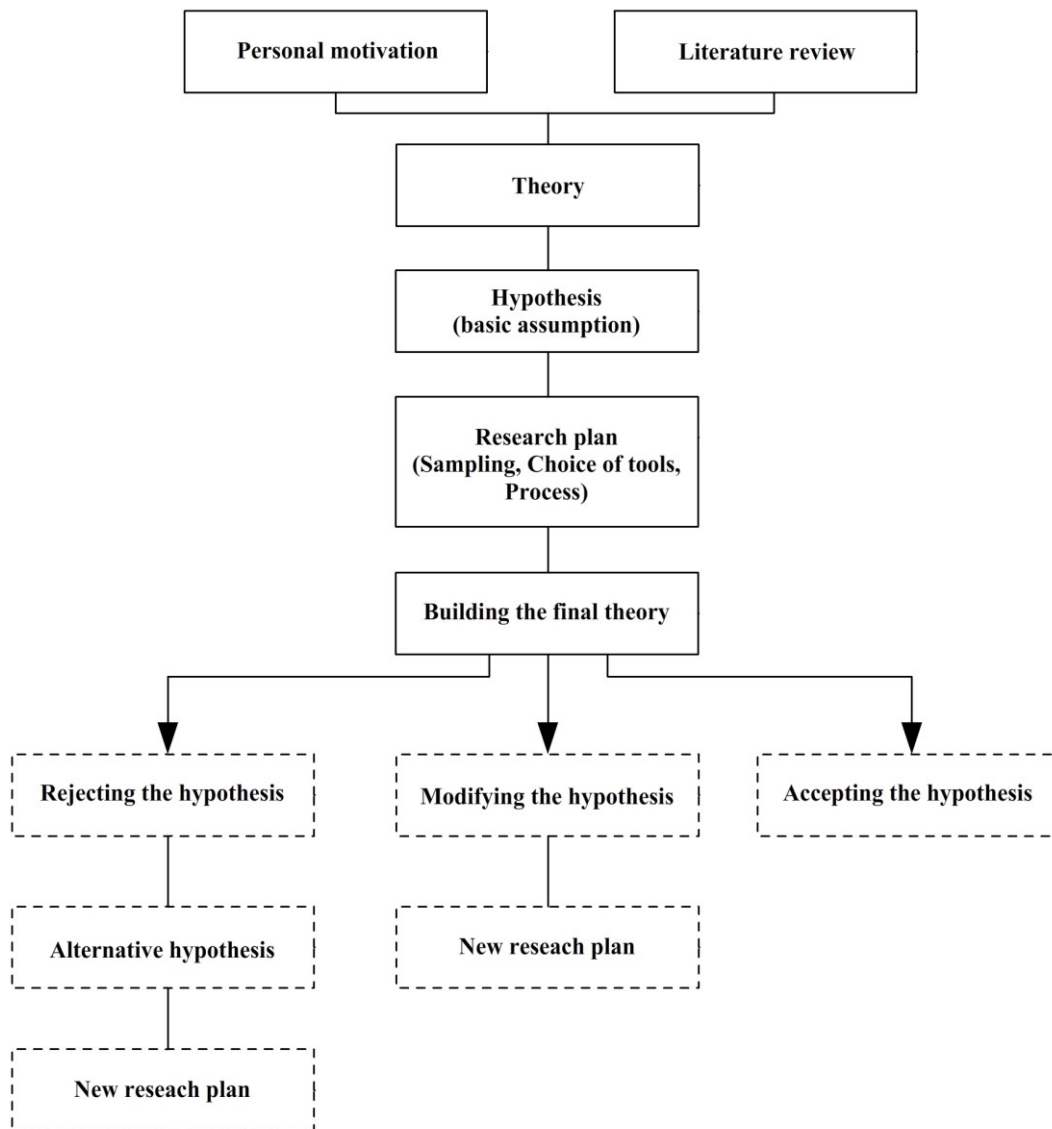 Personal motivation
Literature review
Theory
Hypothesis
(basic assumption)
Research plan
(Sampling, Choice of tools,
Process)
Building the final theory
Rejecting the hypothesis
Modifying the hypothesis
Accepting the hypothesis
Alternative hypothesis
New reseach plan
New reseach plan